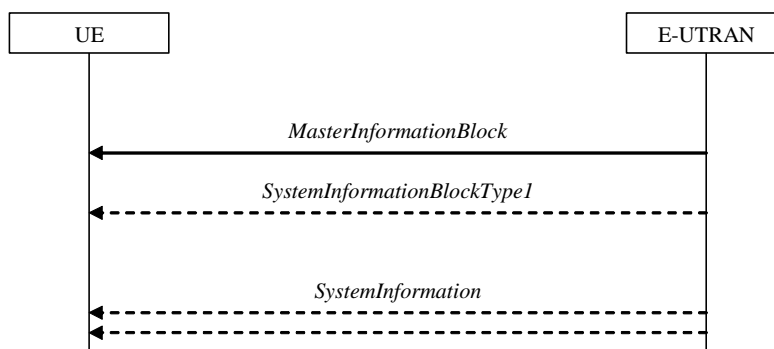 UE
E-UTRAN
MasterInformationBlock
SystemInformationBlockType1
SystemInformation